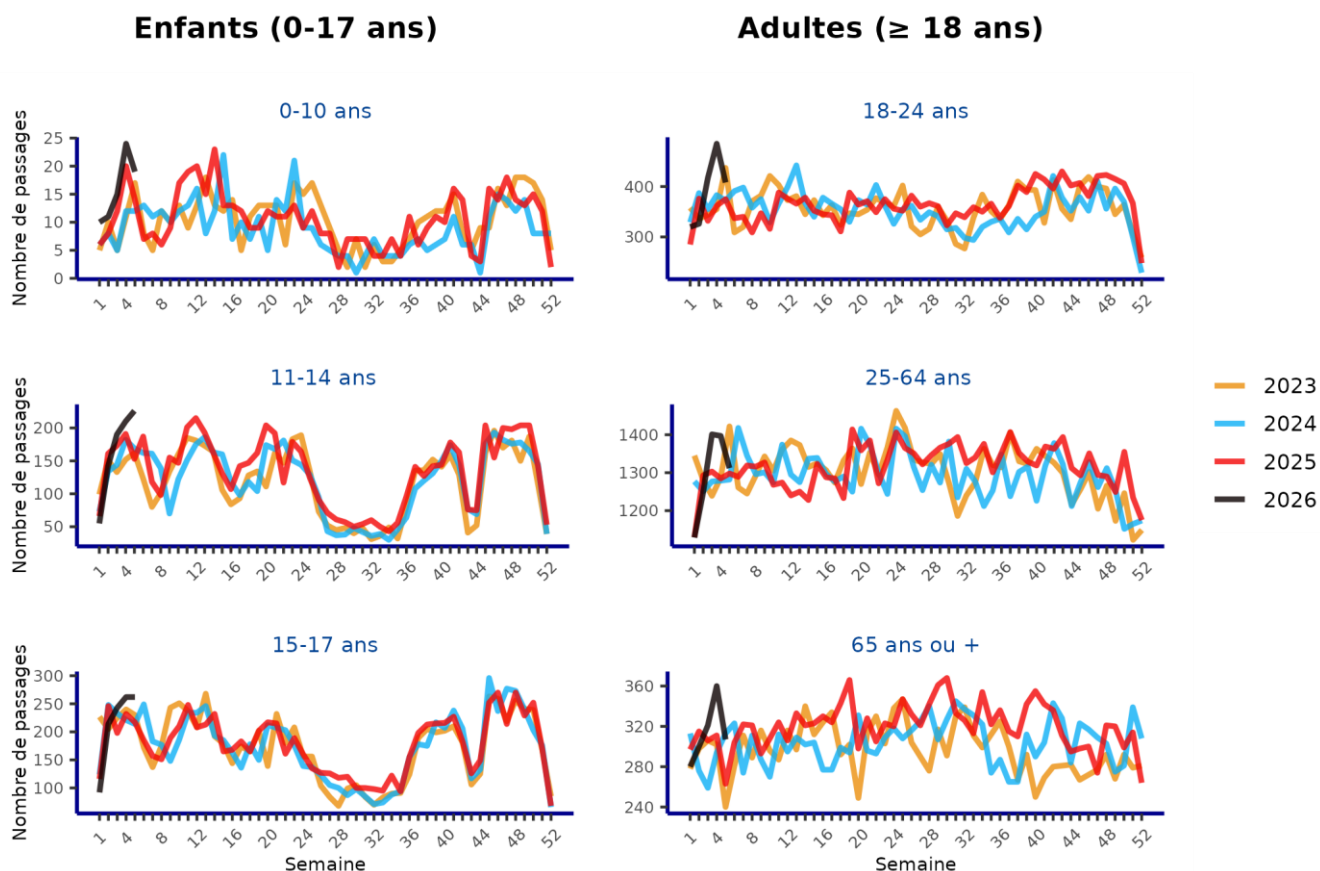 Enfants (0-17 ans)
Adultes (≥ 18 ans)
0-10 ans
Nombre de passages
25
20
15
10
5
0
1 4 8 12 16 20 24 28 32 36 40 44 48 52
18-24 ans
400
300
1 4 8 12 16 20 24 28 32 36 40 44 48 52
11-14 ans
Nombre de passages
200
150
100
50
1 4 8 12 16 20 24 28 32 36 40 44 48 52
25-64 ans
1400
1300
1200
1 4 8 12 16 20 24 28 32 36 40 44 48 52
15-17 ans
Nombre de passages
300
250
200
150
100
1 4 8 12 16 20 24 28 32 36 40 44 48 52
Semaine
65 ans ou +
360
320
280
240
1 4 8 12 16 20 24 28 32 36 40 44 48 52
Semaine
2023
2024
2025
2026